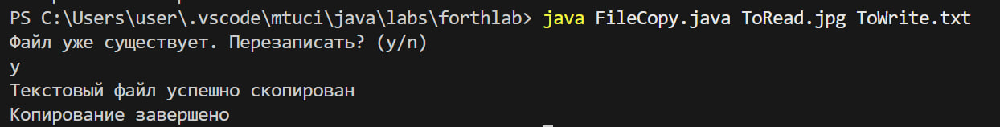 PS C:\Users\user\.vscode\mtuci\java\labs\forthlab> java FileCopy.java ToRead.jpg ToWrite.txt
Файл уже существует. Перезаписать? (y/n)
y
Текстовый файл успешно скопирован
Копирование завершено